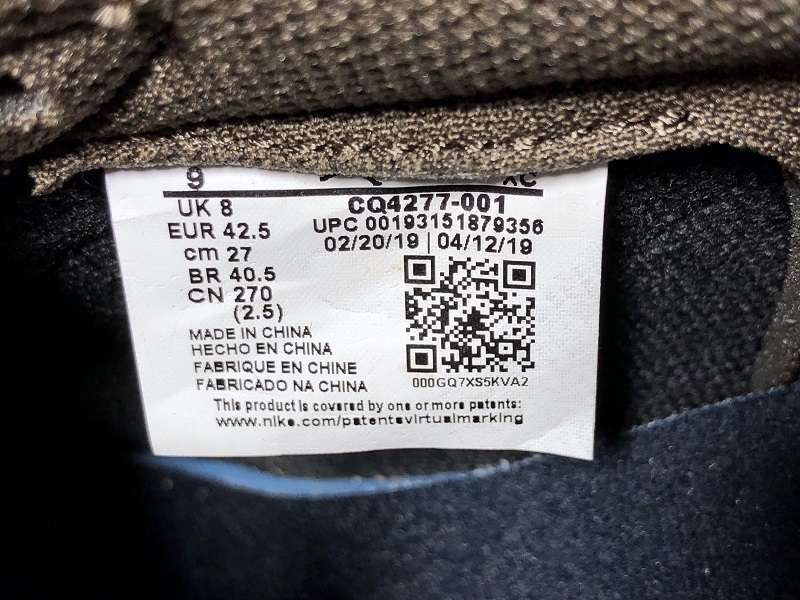 9 XC
UK 8
EUR 42.5
cm 27
BR 40.5
CN 270
(2.5)
CQ4277-001
UPC 00193151879356
02/20/19 | 04/12/19
000GQ7XS5KVA2
MADE IN CHINA
HECHO EN CHINA
FABRIQUE EN CHINE
FABRICADO NA CHINA
This product is covered by one or more patents:
www.nike.com/patentsvirtualmarking